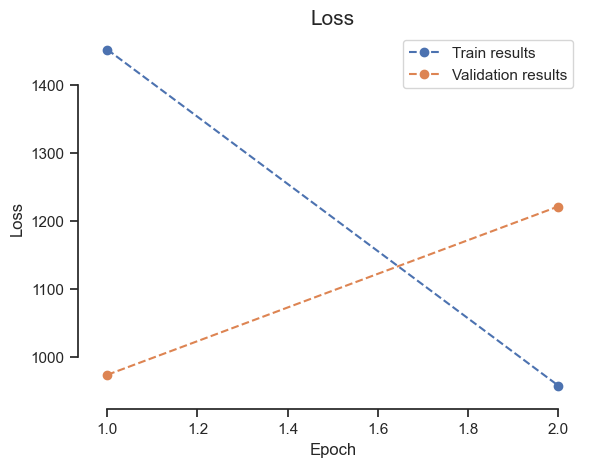 Loss
Train results
Validation results
1400
1300
1200
1100
1000
Loss
1.0 1.2 1.4 1.6 1.8 2.0
Epoch